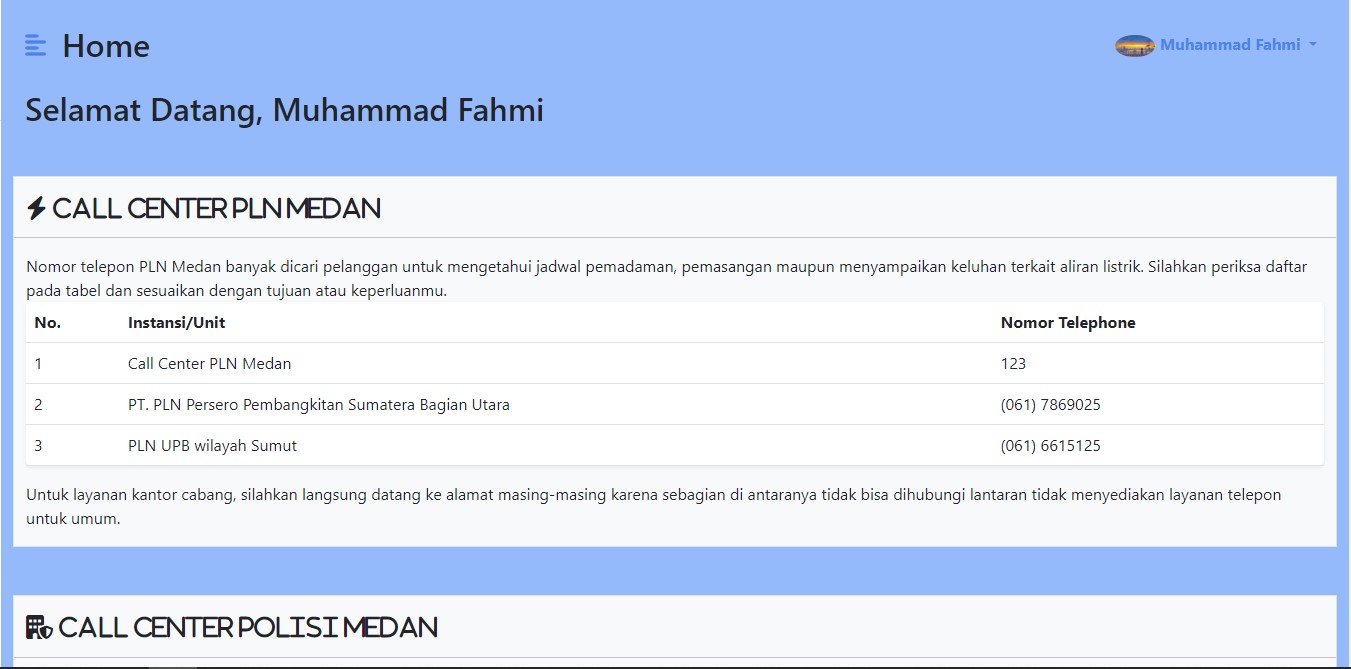 Home
Muhammad Fahmi
Selamat Datang, Muhammad Fahmi
CALL CENTER PLN MEDAN
Nomor telepon PLN Medan banyak dicari pelanggan untuk mengetahui jadwal pemadaman, pemasangan maupun menyampaikan keluhan terkait aliran listrik. Silahkan periksa daftar
pada tabel dan sesuaikan dengan tujuan atau keperluanmu.
No. Instansi/Unit Nomor Telephone
1 Call Center PLN Medan 123
2 PT. PLN Persero Pembangkitan Sumatera Bagian Utara (061) 7869025
3 PLN UPB wilayah Sumut (061) 6615125
Untuk layanan kantor cabang, silahkan langsung datang ke alamat masing-masing karena sebagian di antaranya tidak bisa dihubungi lantaran tidak menyediakan layanan telepon
untuk umum.
CALL CENTER POLISI MEDAN